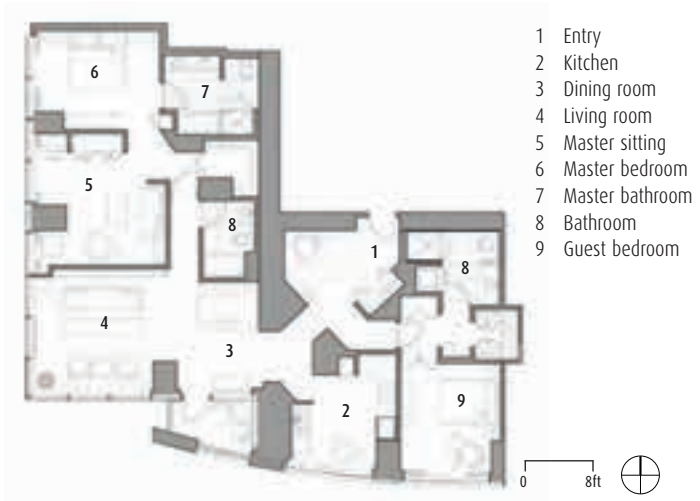 1 Entry
2 Kitchen
3 Dining room
4 Living room
5 Master sitting
6 Master bedroom
7 Master bathroom
8 Bathroom
9 Guest bedroom
6
7
5
8
1
8
4
3
2
9
0 8ft